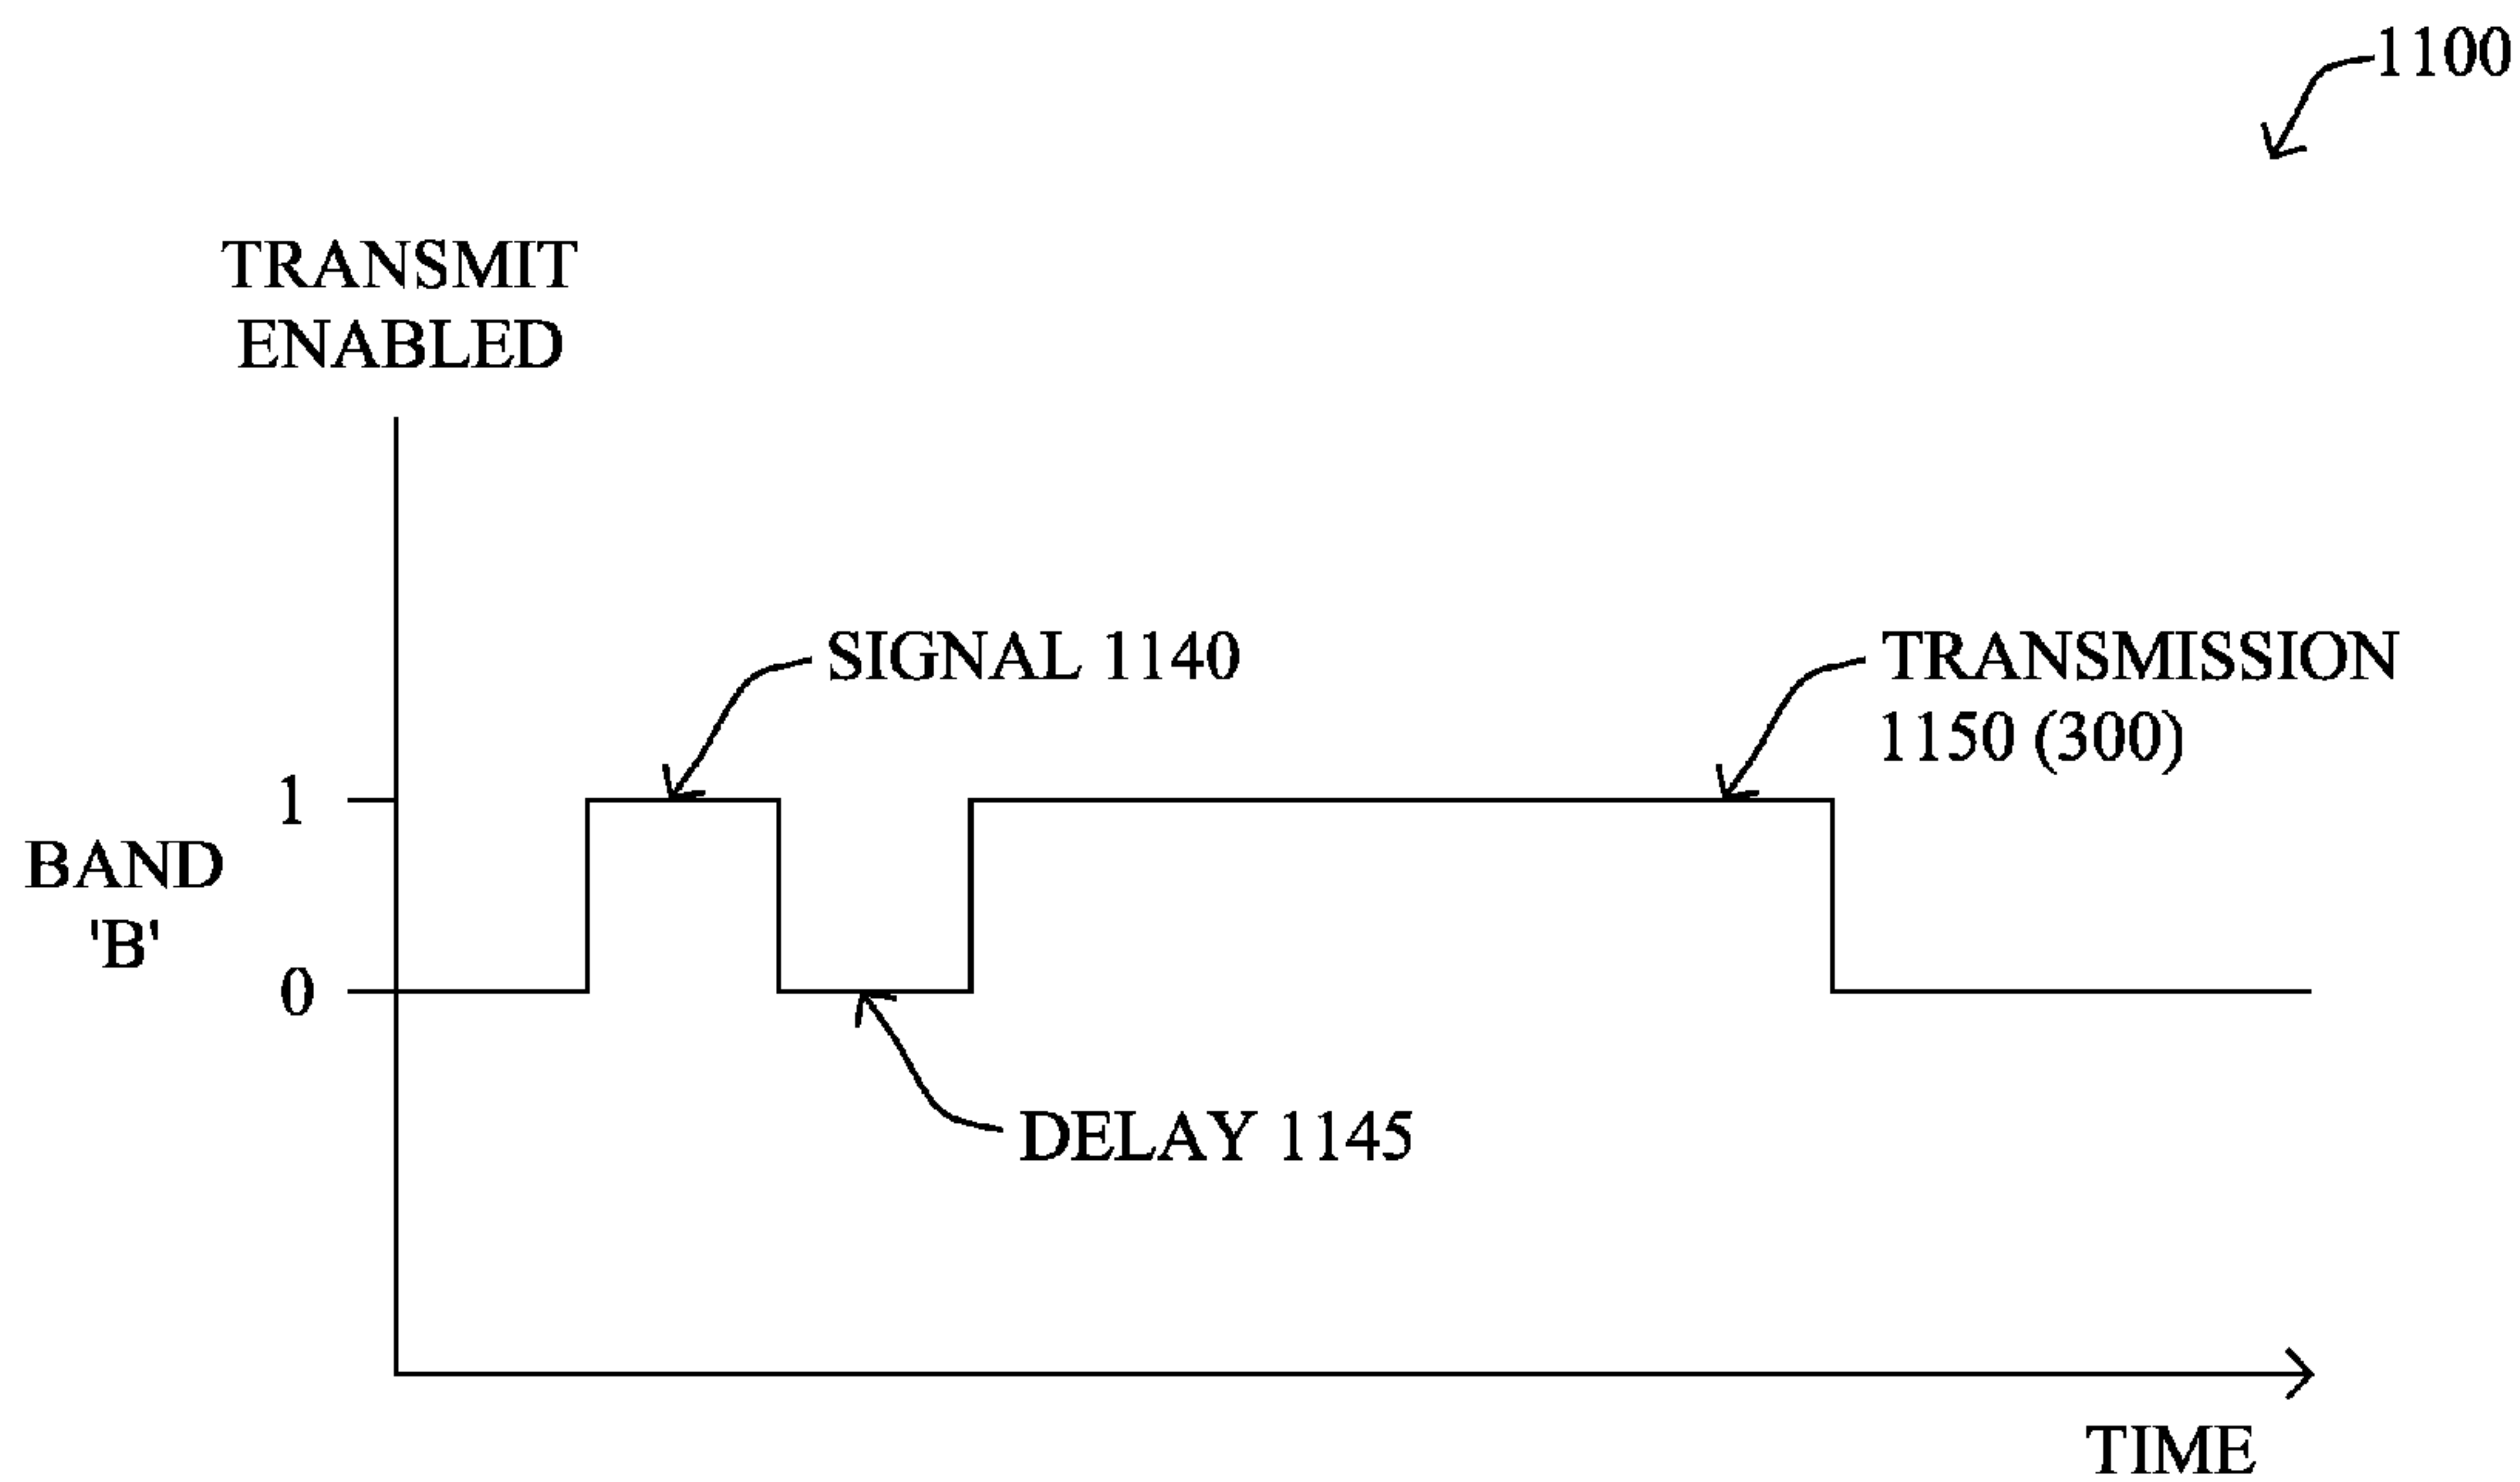 1100
TRANSMIT
ENABLED
SIGNAL 1140
TRANSMISSION
1150 (300)
1
BAND
'B'
0
DELAY 1145
TIME